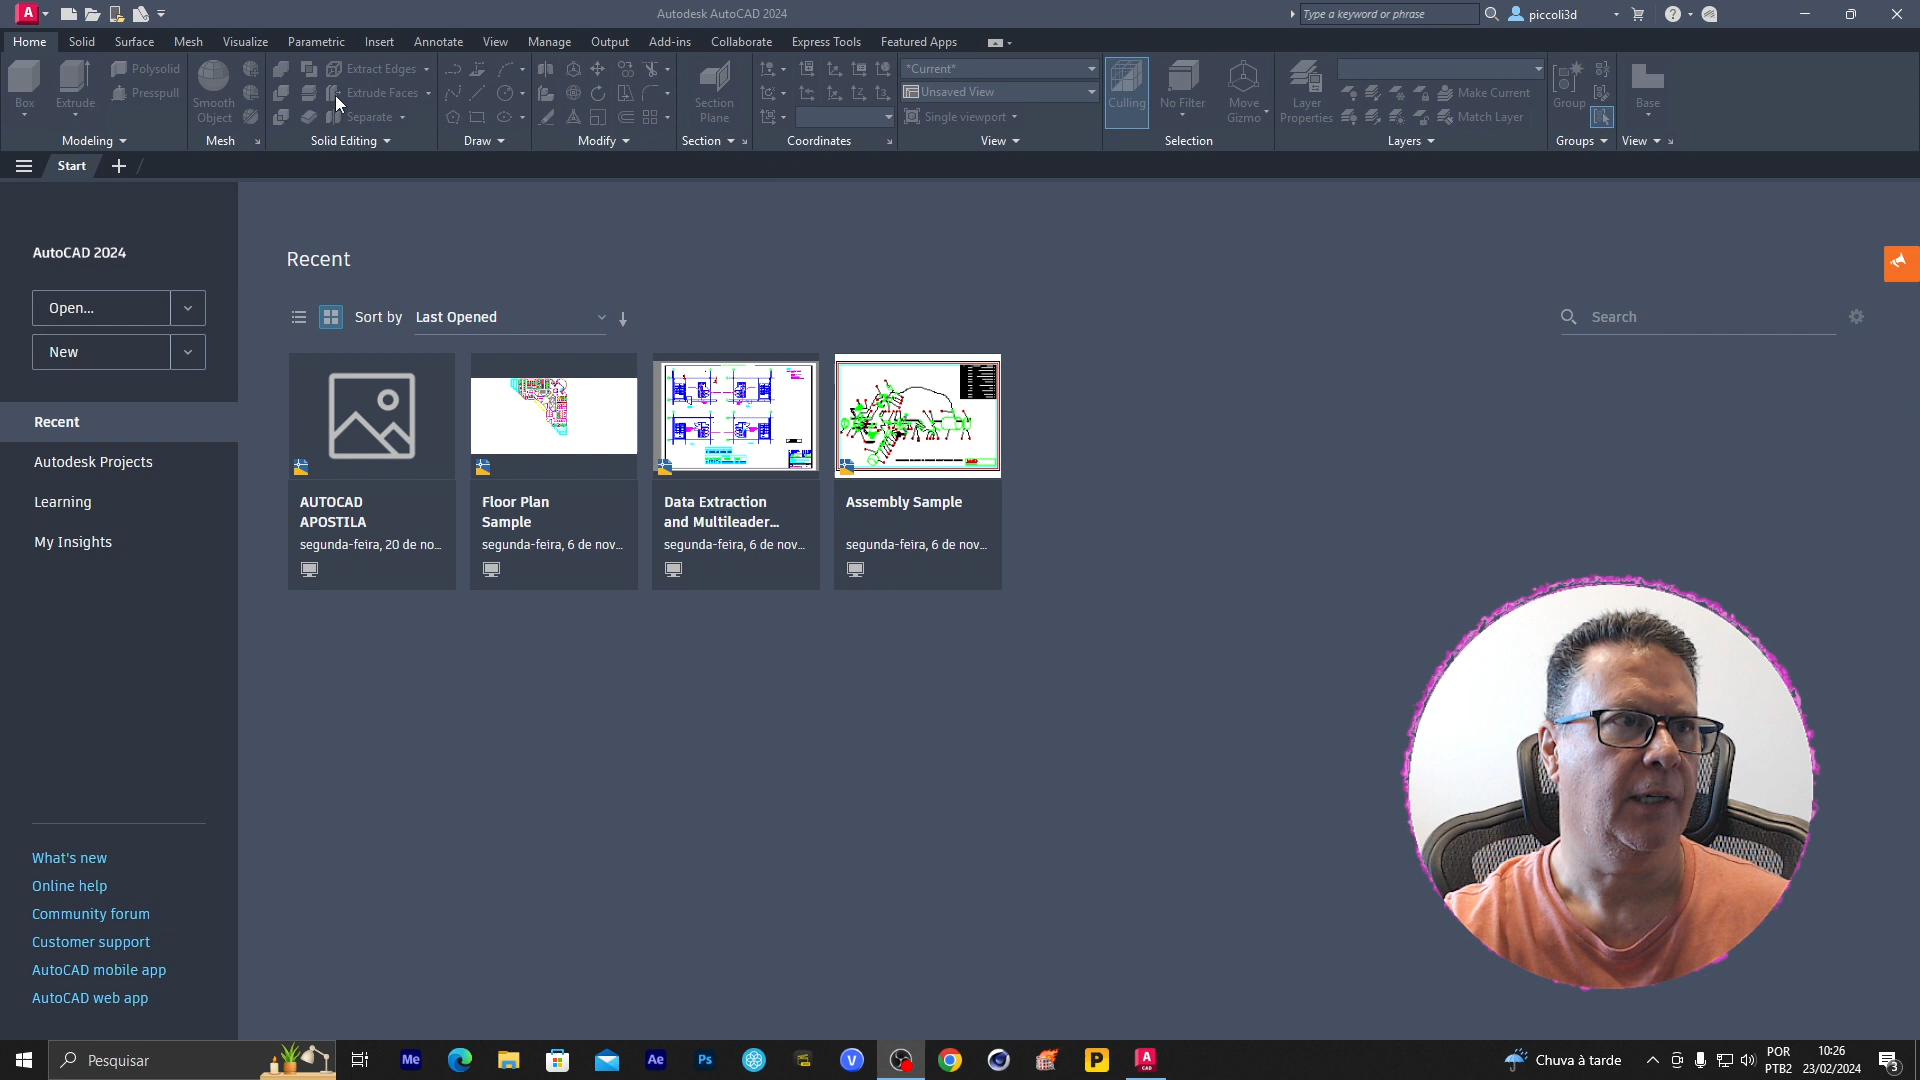 Autodesk AutoCAD 2024
Type a keyword or phrase
piccoli3d
Home
Solid
Surface
Mesh
Visualize
Parametric
Insert
Annotate
View
Manage
Output
Add-ins
Collaborate
Express Tools
Featured Apps
Box
Extrude
Polysolid
Presspull
Smooth
Object
Extract Edges
Extrude Faces
Separate
Section
Plane
*Current*
Unsaved View
Single viewport
Culling
No Filter
Move
Gizmo
Layer
Properties
Make Current
Match Layer
Group
Base
Modeling
Mesh
Solid Editing
Draw
Modify
Section
Coordinates
View
Selection
Layers
Groups
View
Start
AutoCAD 2024
Open...
New
Recent
Autodesk Projects
Learning
My Insights
What's new
Online help
Community forum
Customer support
AutoCAD mobile app
AutoCAD web app
Recent
Sort by
Last Opened
Search
AUTOCAD
APOSTILA
segunda-feira, 20 de no...
Floor Plan
Sample
segunda-feira, 6 de nov...
Data Extraction
and Multileader...
segunda-feira, 6 de nov...
Assembly Sample
segunda-feira, 6 de nov...
Pesquisar
Me
Ae
Ps
V
P
A
CAD
Chuva à tarde
POR
PTB2
10:26
23/02/2024
3